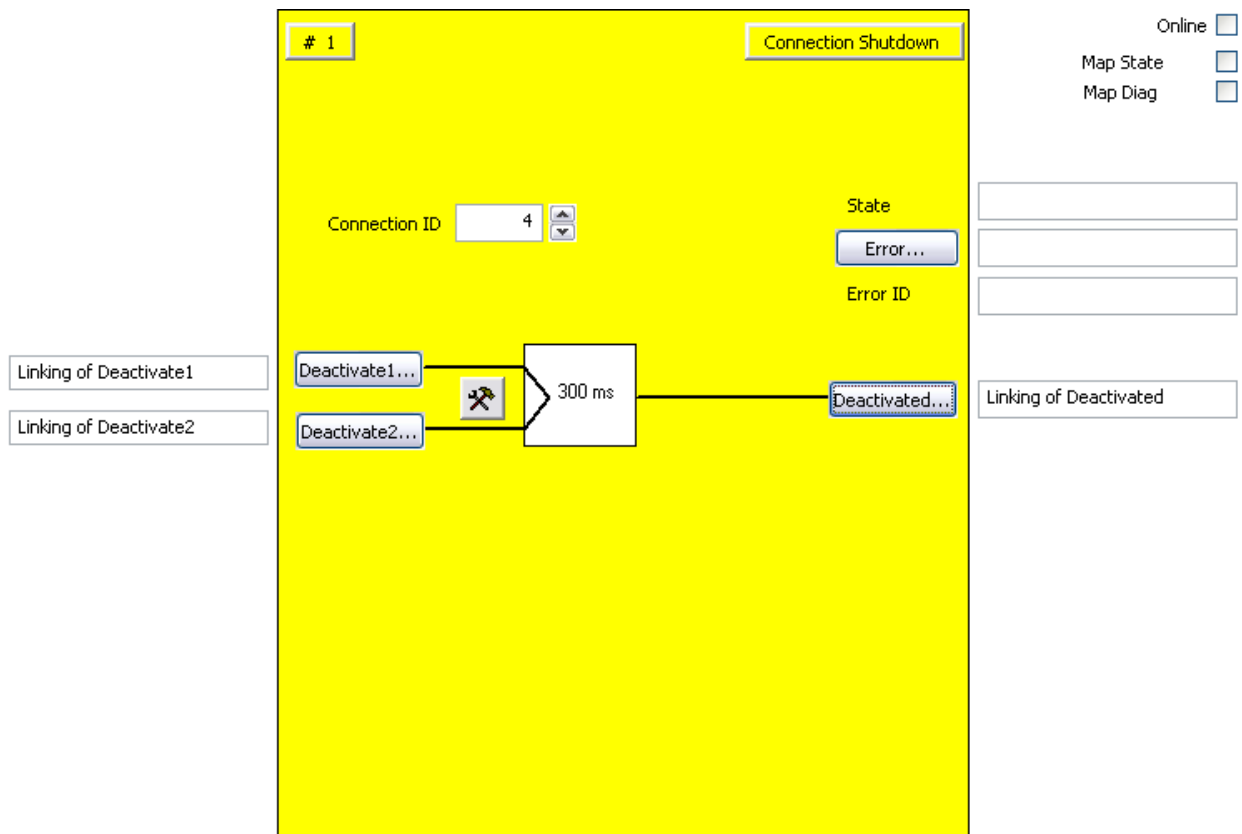 # 1
Connection Shutdown
Online
Map State
Map Diag
Connection ID
4
State
Error...
Error ID
Linking of Deactivate1
Deactivate1...
300 ms
Deactivated...
Linking of Deactivated
Linking of Deactivate2
Deactivate2...